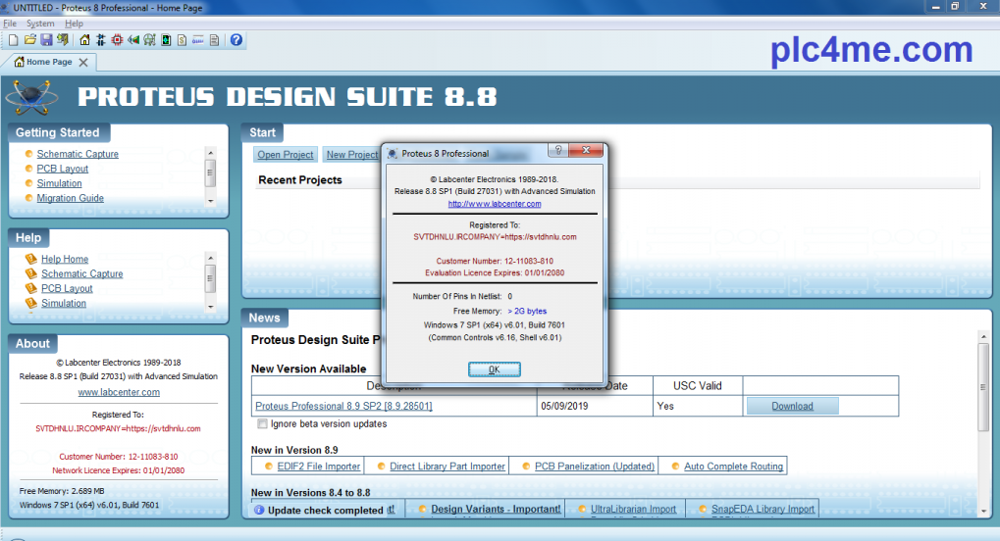 UNTITLED - Proteus 8 Professional - Home Page
File System Help
plc4me.com
Home Page
PROTEUS DESIGN SUITE 8.8
Getting Started
Schematic Capture
PCB Layout
Simulation
Migration Guide
Help
Help Home
Schematic Capture
PCB Layout
Simulation
About
© Labcenter Electronics 1989-2018
Release 8.8 SP1 (Build 27031) with Advanced Simulation
www.labcenter.com
Registered To:
SVTDHNLU.IRCOMPANY=https://svtdhnlu.com
Customer Number: 12-11083-810
Network Licence Expires: 01/01/2080
Free Memory: 2.689 MB
Windows 7 SP1 (x64) v6.01, Build 7601
Start
Open Project New Project
Recent Projects
Proteus 8 Professional
© Labcenter Electronics 1989-2018.
Release 8.8 SP1 (Build 27031) with Advanced Simulation
http://www.labcenter.com
Registered To:
SVTDHNLU.IRCOMPANY=https://svtdhnlu.com
Customer Number: 12-11083-810
Evaluation Licence Expires: 01/01/2080
Number Of Pins In Netlist: 0
Free Memory: > 2G bytes
Windows 7 SP1 (x64) v6.01, Build 7601
(Common Controls v6.16, Shell v6.01)
OK
News
Proteus Design Suite
New Version Available
Date USC Valid
Proteus Professional 8.9 SP2 [8.9.28501] 05/09/2019 Yes Download
Ignore beta version updates
New in Version 8.9
EDIF2 File Importer Direct Library Part Importer PCB Panelization (Updated) Auto Complete Routing
New in Versions 8.4 to 8.8
Update check completed Design Variants - Important! UltraLibrarian Import SnapEDA Library Import